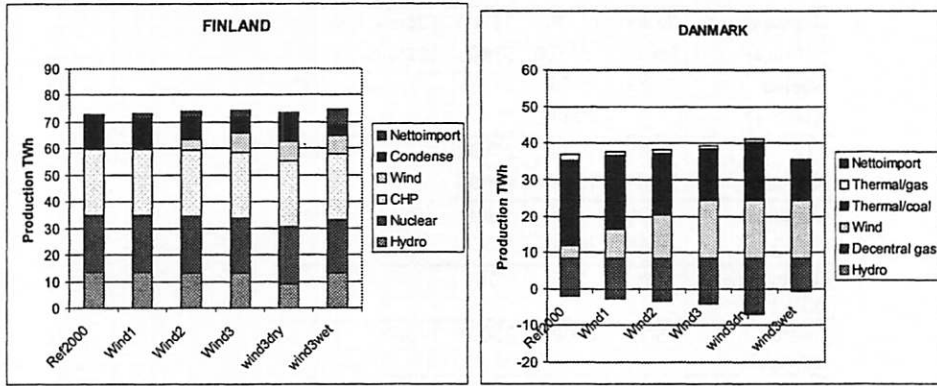 FINLAND
Production TWh
90
80
70
60
50
40
30
20
10
0
Ref2000
Wind1
Wind2
Wind3
wind3dry
wind3wet
Nettoimport
Condense
Wind
CHP
Nuclear
Hydro
DANMARK
Production TWh
60
50
40
30
20
10
0
-10
-20
Ref2000
Wind1
Wind2
Wind3
wind3dry
wind3wet
Nettoimport
Thermal/gas
Thermal/coal
Wind
Decentral gas
Hydro